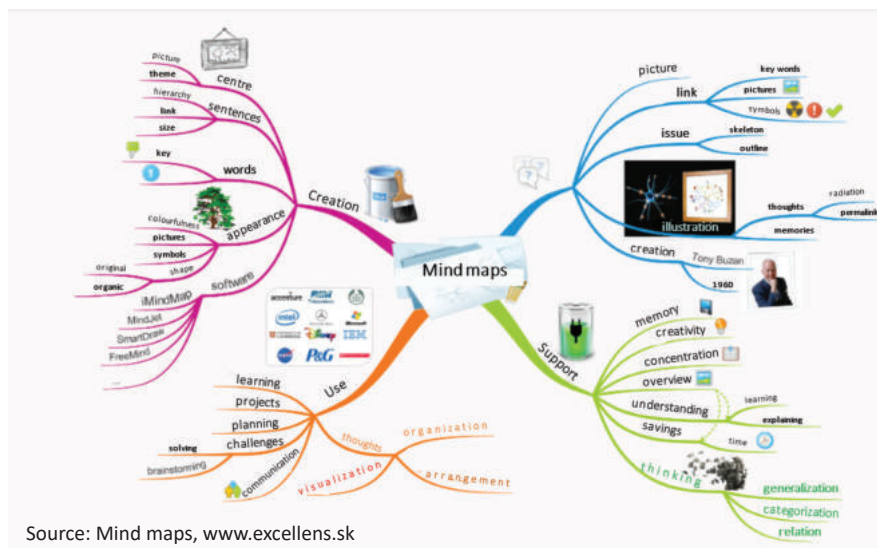 Mind maps
Creation
centre
picture
theme
sentences
hierarchy
link
size
words
key
appearance
colourfulness
pictures
symbols
shape
original
organic
software
iMindMap
MindJet
SmartDraw
FreeMind
....
picture
link
key words
pictures
symbols
issue
skeleton
outline
illustration
thoughts
radiation
permalink
memories
creation
Tony Buzan
1960
Support
memory
creativity
concentration
overview
understanding
learning
explaining
savings
time
thinking
generalization
categorization
relation
Use
learning
projects
planning
challenges
solving
brainstorming
communication
thoughts
organization
visualization
arrangement
accenture
intel
Microsoft
Disney
IBM
P&G
Source: Mind maps, www.excellens.sk